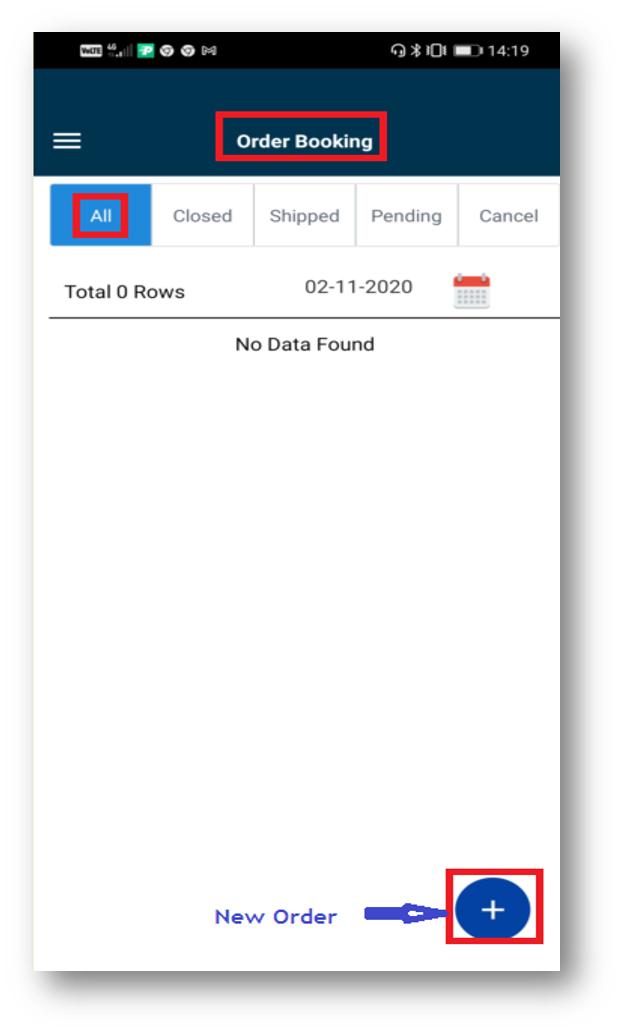 VoLTE 4G 14:19
Order Booking
All Closed Shipped Pending Cancel
Total 0 Rows 02-11-2020
No Data Found
New Order +